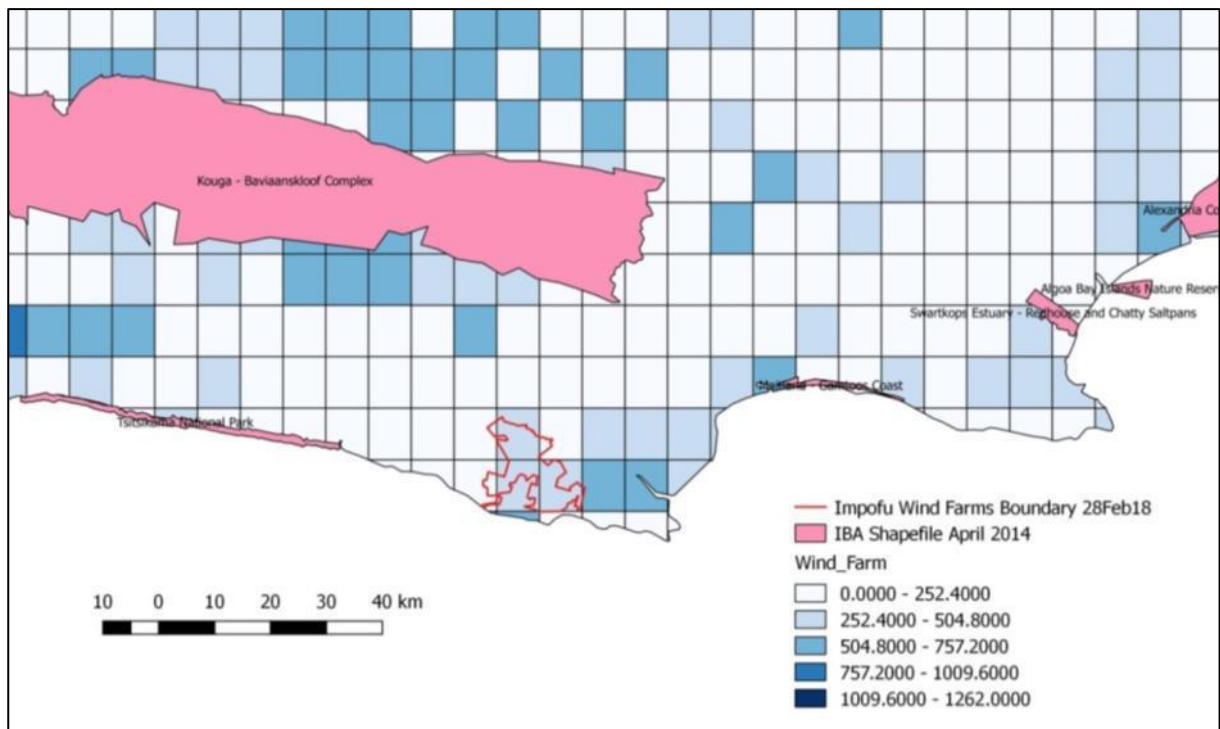 Kouga - Baviaanskloof Complex
Alexandria Co
Algoa Bay Islands Nature Reser
Swartkops Estuary - Redhouse and Chatty Saltpans
Gamtoos Coast
Tsitsikama National Park
Impofu Wind Farms Boundary 28Feb18
IBA Shapefile April 2014
Wind_Farm
0.0000 - 252.4000
252.4000 - 504.8000
504.8000 - 757.2000
757.2000 - 1009.6000
1009.6000 - 1262.0000
10 0 10 20 30 40 km